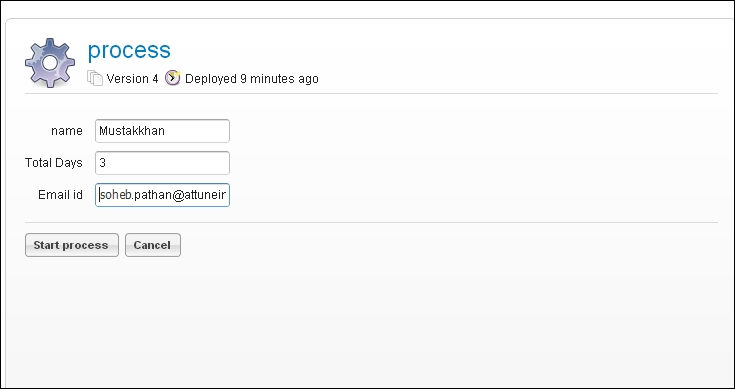 process
Version 4 Deployed 9 minutes ago
name Mustakkhan
Total Days 3
Email id soheb.pathan@attuneir
Start process Cancel